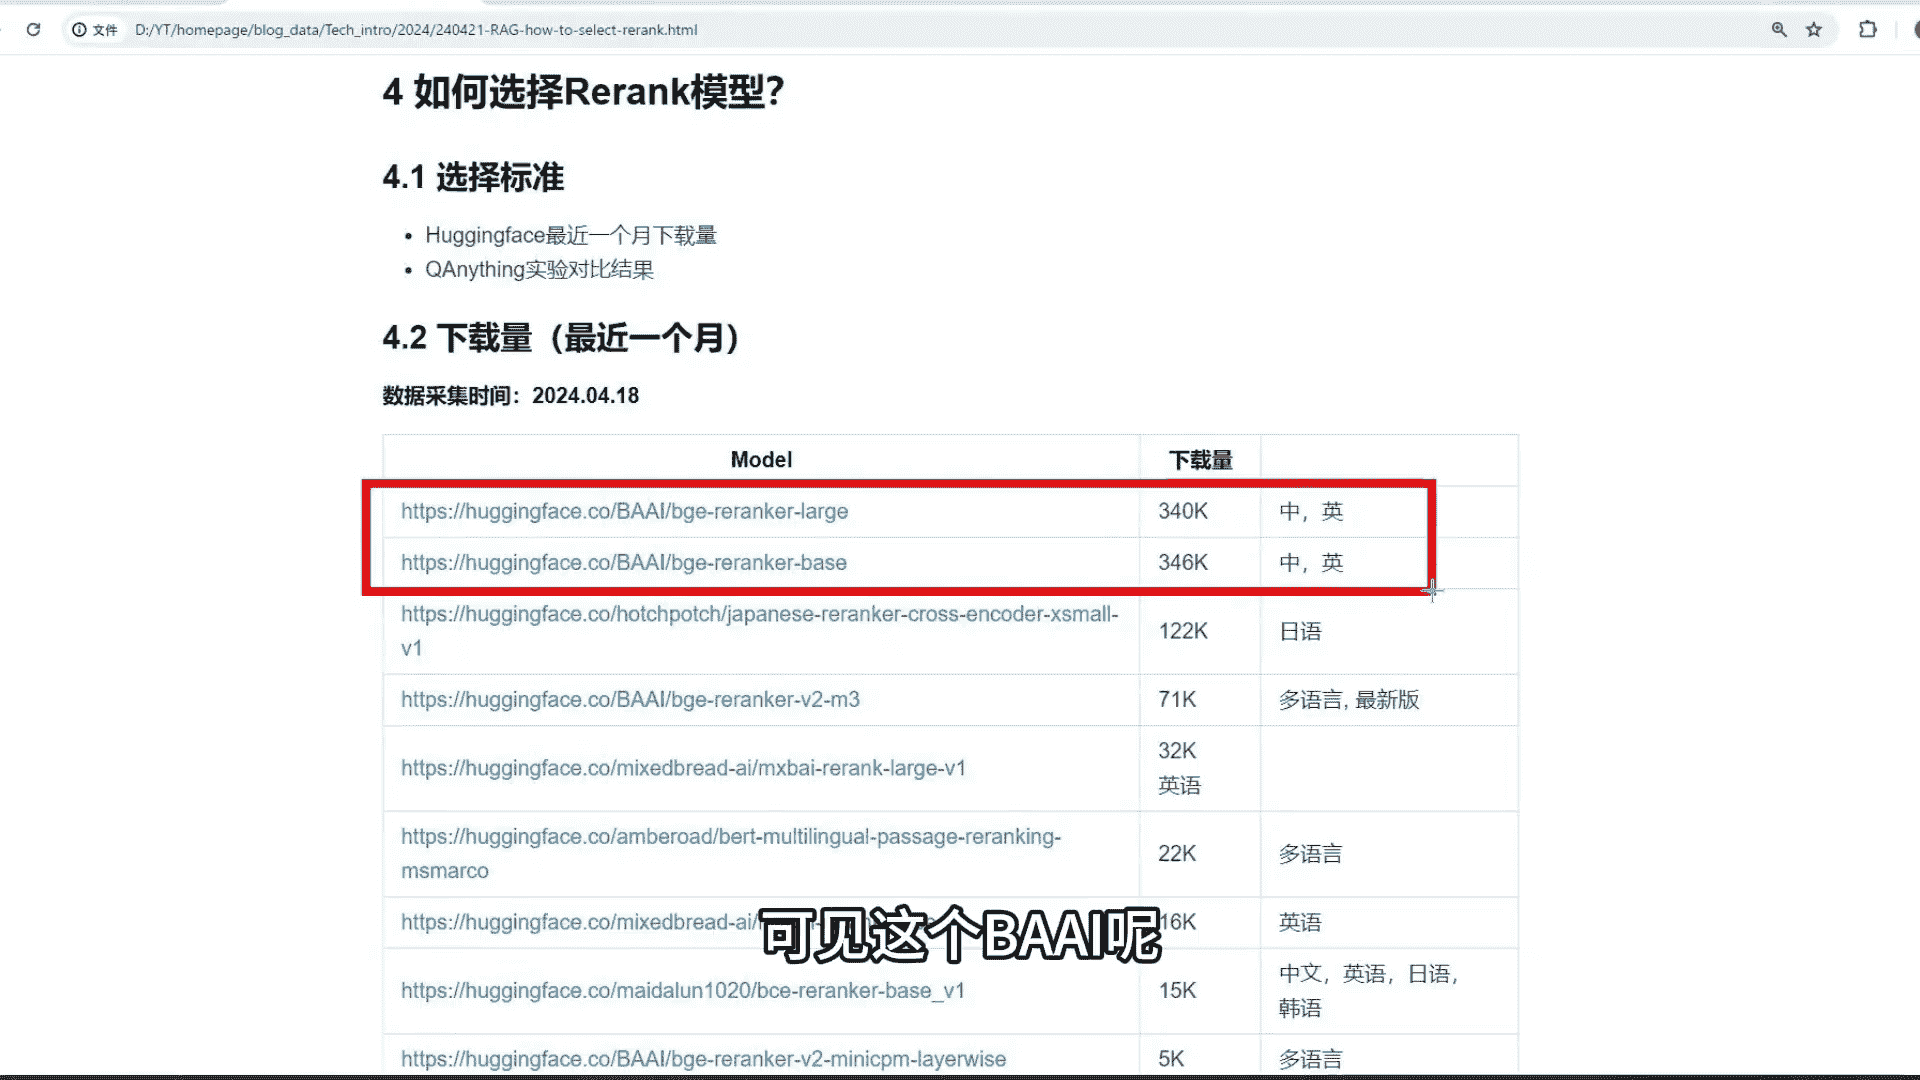 文件 D:/YT/homepage/blog_data/Tech_intro/2024/240421-RAG-how-to-select-rerank.html
4 如何选择Rerank模型?
4.1 选择标准
• Huggingface最近一个月下载量
• QAnything实验对比结果
4.2 下载量（最近一个月）
数据采集时间：2024.04.18
Model 下载量
https://huggingface.co/BAAI/bge-reranker-large 340K 中，英
https://huggingface.co/BAAI/bge-reranker-base 346K 中，英
https://huggingface.co/hotchpotch/japanese-reranker-cross-encoder-xsmall-
v1 122K 日语
https://huggingface.co/BAAI/bge-reranker-v2-m3 71K 多语言, 最新版
https://huggingface.co/mixedbread-ai/mxbai-rerank-large-v1 32K
英语
https://huggingface.co/amberoad/bert-multilingual-passage-reranking-
msmarco 22K 多语言
https://huggingface.co/mixedbread-ai/ 16K 英语
可见这个BAAI呢
https://huggingface.co/maidalun1020/bce-reranker-base_v1 15K 中文，英语，日语，
韩语
https://huggingface.co/BAAI/bge-reranker-v2-minicpm-layerwise 5K 多语言